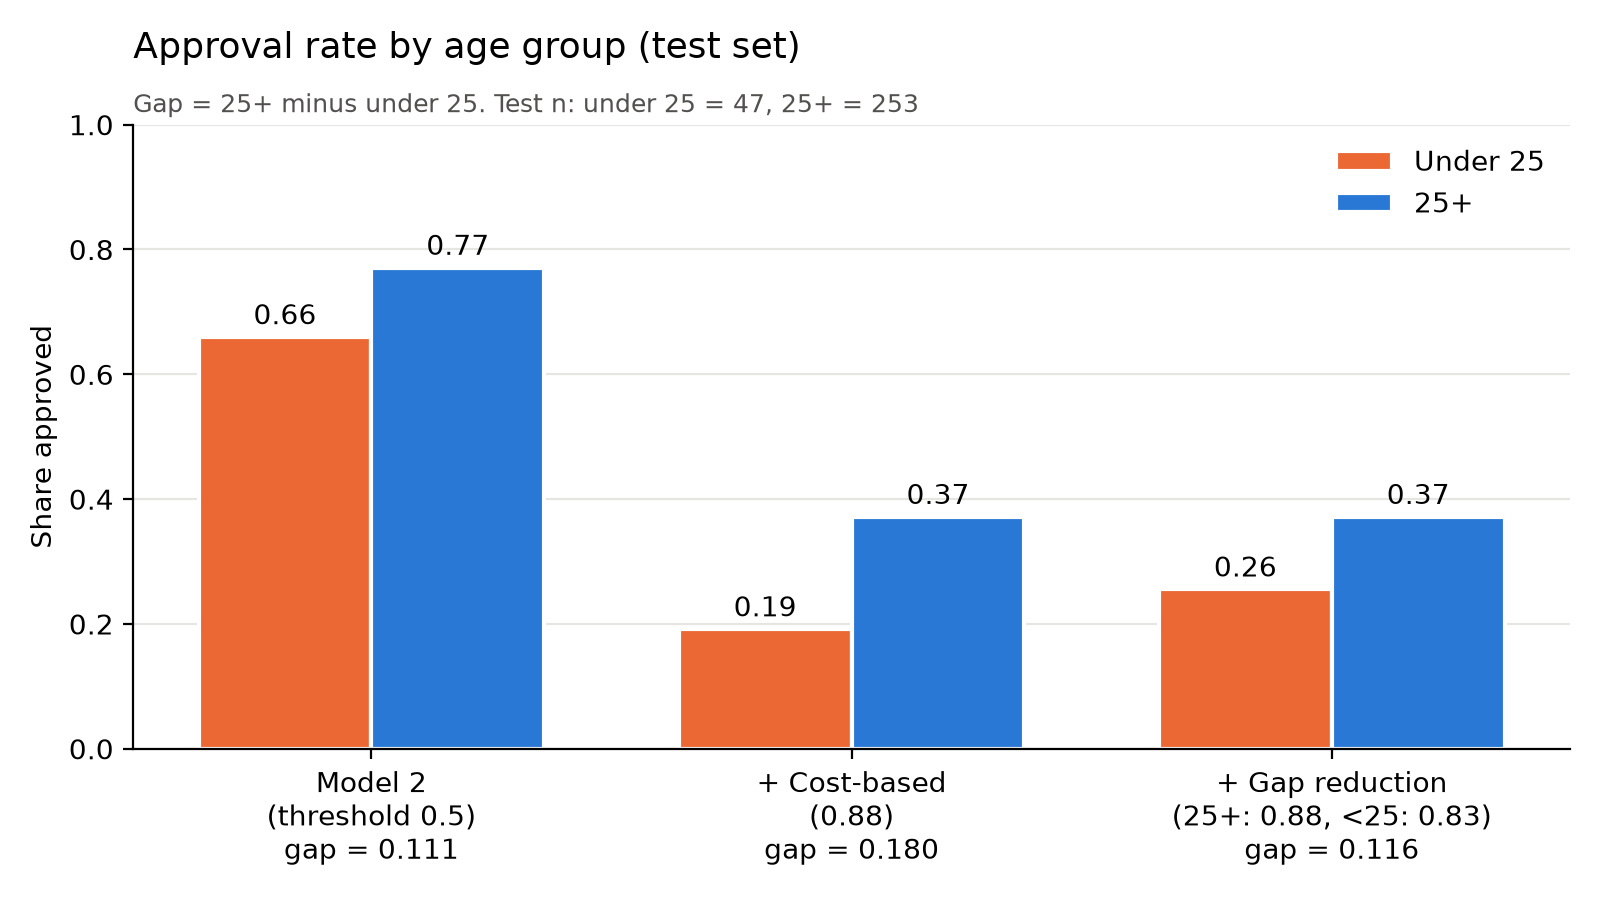 Approval rate by age group (test set)
Gap = 25+ minus under 25. Test n: under 25 = 47, 25+ = 253
Share approved
1.0
0.8
0.6
0.4
0.2
0.0
Under 25
25+
0.66
0.77
0.19
0.37
0.26
0.37
Model 2
(threshold 0.5)
gap = 0.111
+ Cost-based
(0.88)
gap = 0.180
+ Gap reduction
(25+: 0.88, <25: 0.83)
gap = 0.116